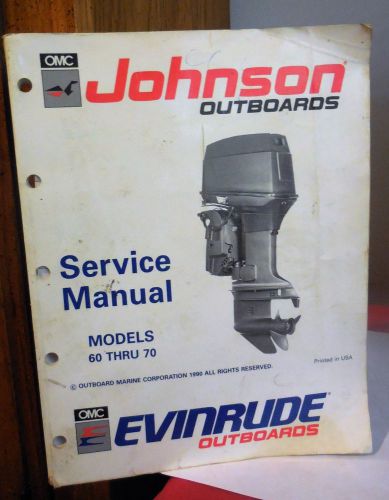 OMC
Johnson
OUTBOARDS
Service
Manual
MODELS
60 THRU 70
Printed in USA
© OUTBOARD MARINE CORPORATION 1990 ALL RIGHTS RESERVED.
OMC
EVINRUDE
OUTBOARDS